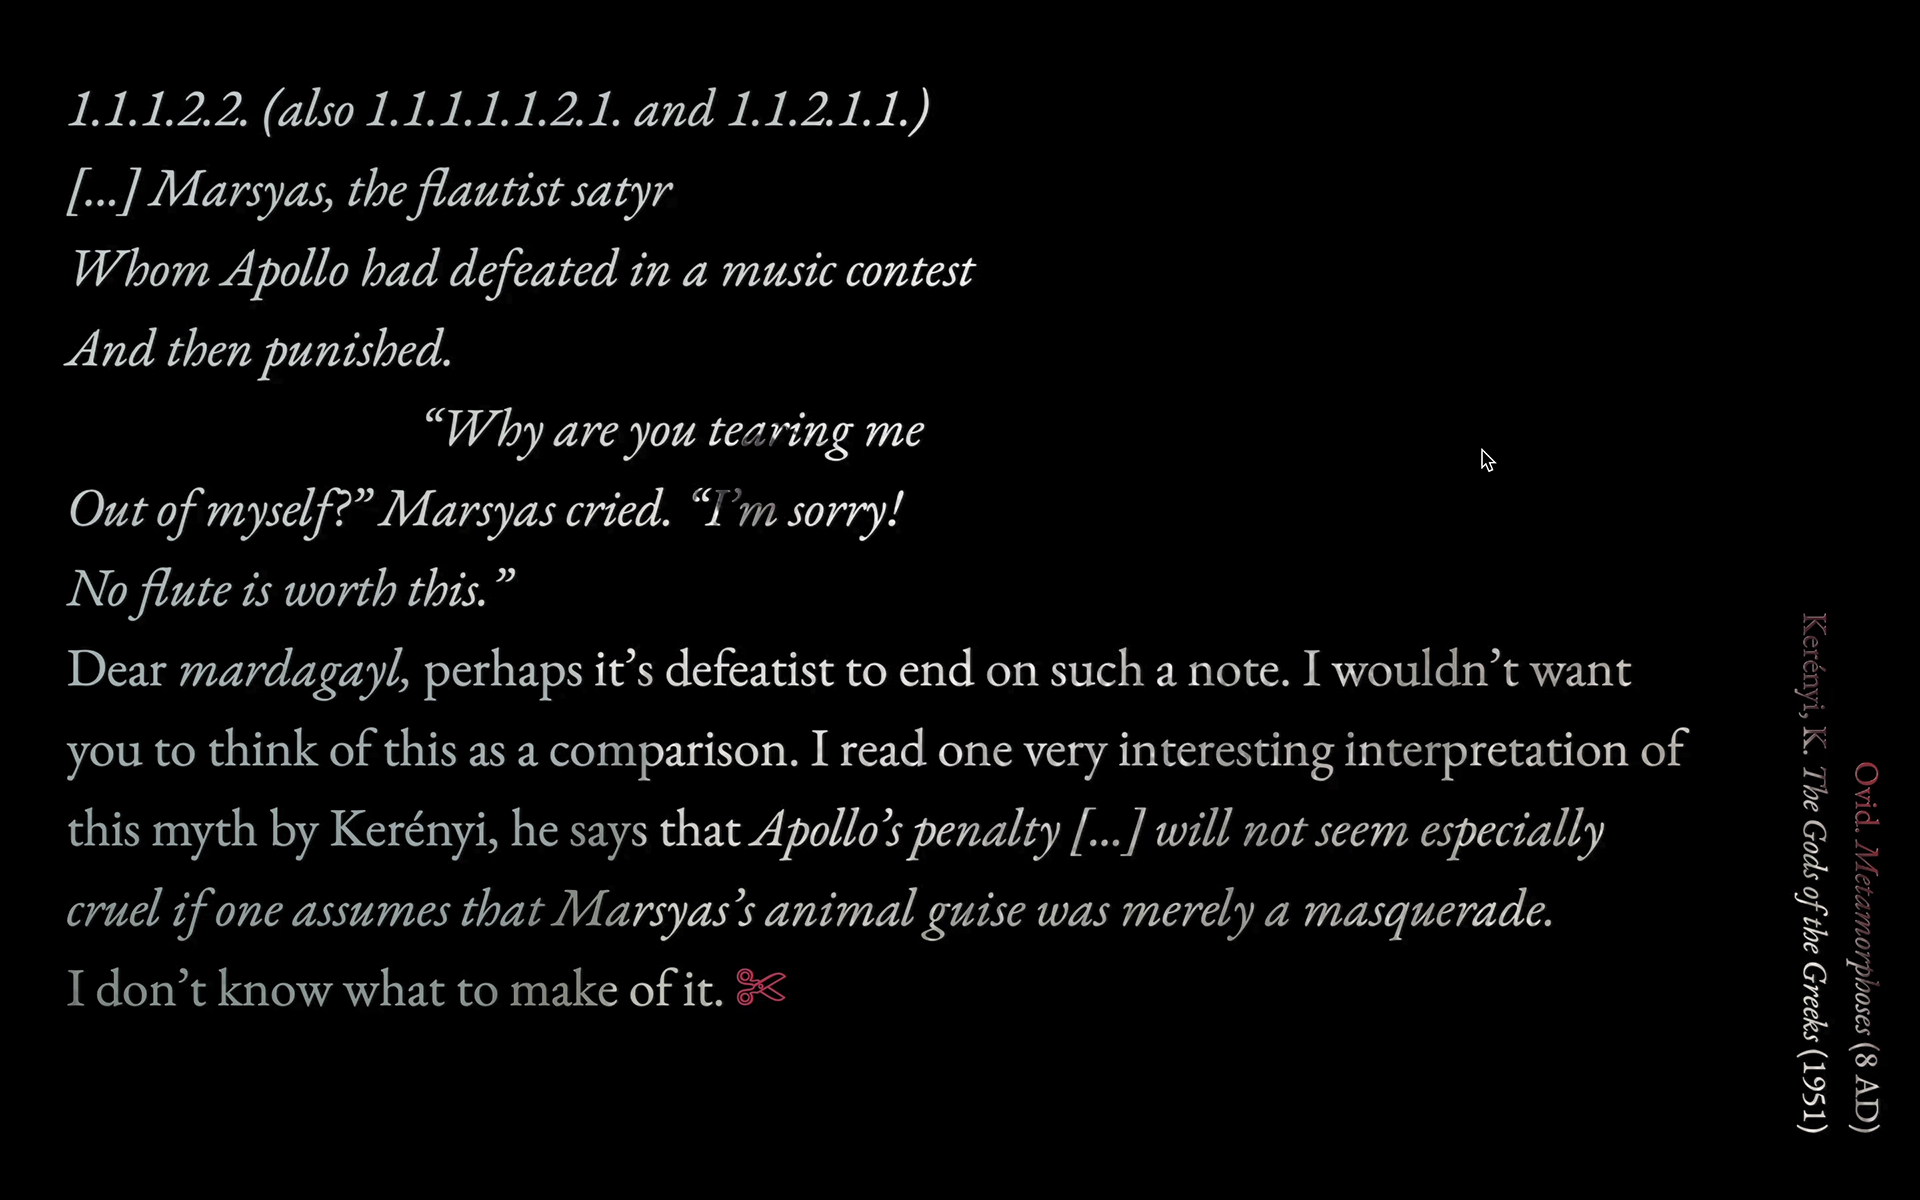 1.1.1.2.2. (also 1.1.1.1.1.2.1. and 1.1.2.1.1.)
[...] Marsyas, the flautist satyr
Whom Apollo had defeated in a music contest
And then punished.
“Why are you tearing me
Out of myself?” Marsyas cried. “I’m sorry!
No flute is worth this.”
Dear mardagayl, perhaps it’s defeatist to end on such a note. I wouldn’t want
you to think of this as a comparison. I read one very interesting interpretation of
this myth by Kerényi, he says that Apollo’s penalty [...] will not seem especially
cruel if one assumes that Marsyas’s animal guise was merely a masquerade.
I don’t know what to make of it.
Ovid. Metamorphoses (8 AD)
Kerényi, K. The Gods of the Greeks (1951)